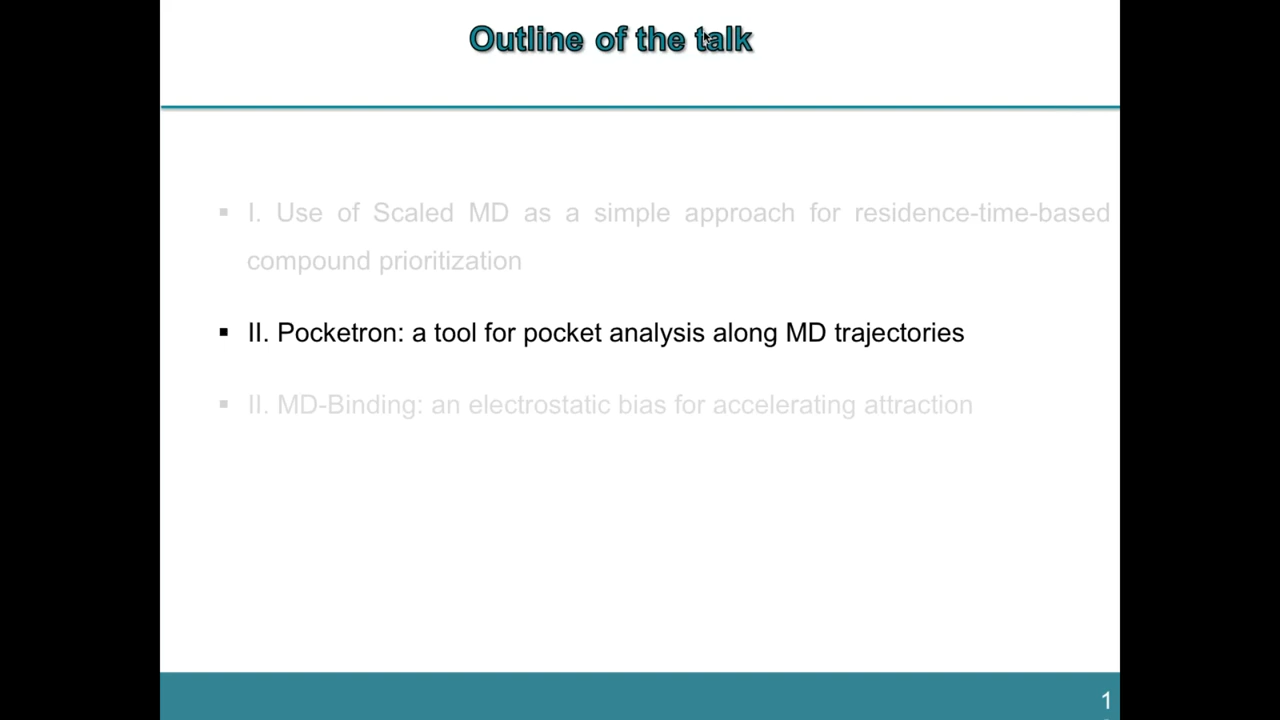 Outline of the talk
▪ I. Use of Scaled MD as a simple approach for residence-time-based
compound prioritization
▪ II. Pocketron: a tool for pocket analysis along MD trajectories
▪ II. MD-Binding: an electrostatic bias for accelerating attraction
1